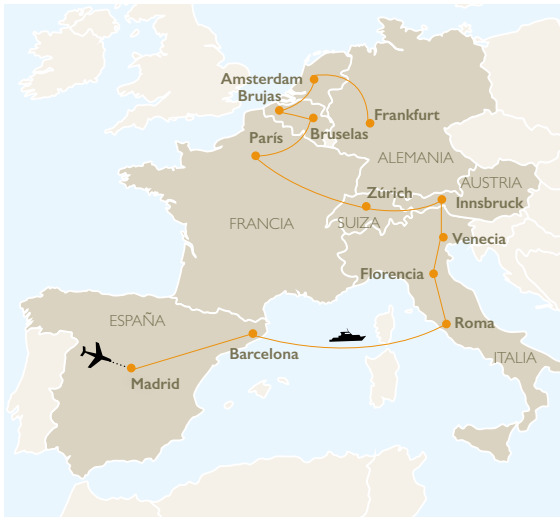 Amsterdam
Brujas
Frankfurt
Bruselas
París
ALEMANIA
AUSTRIA
Zúrich
Innsbruck
FRANCIA
SUIZA
Venecia
Florencia
ESPAÑA
Roma
Barcelona
ITALIA
Madrid